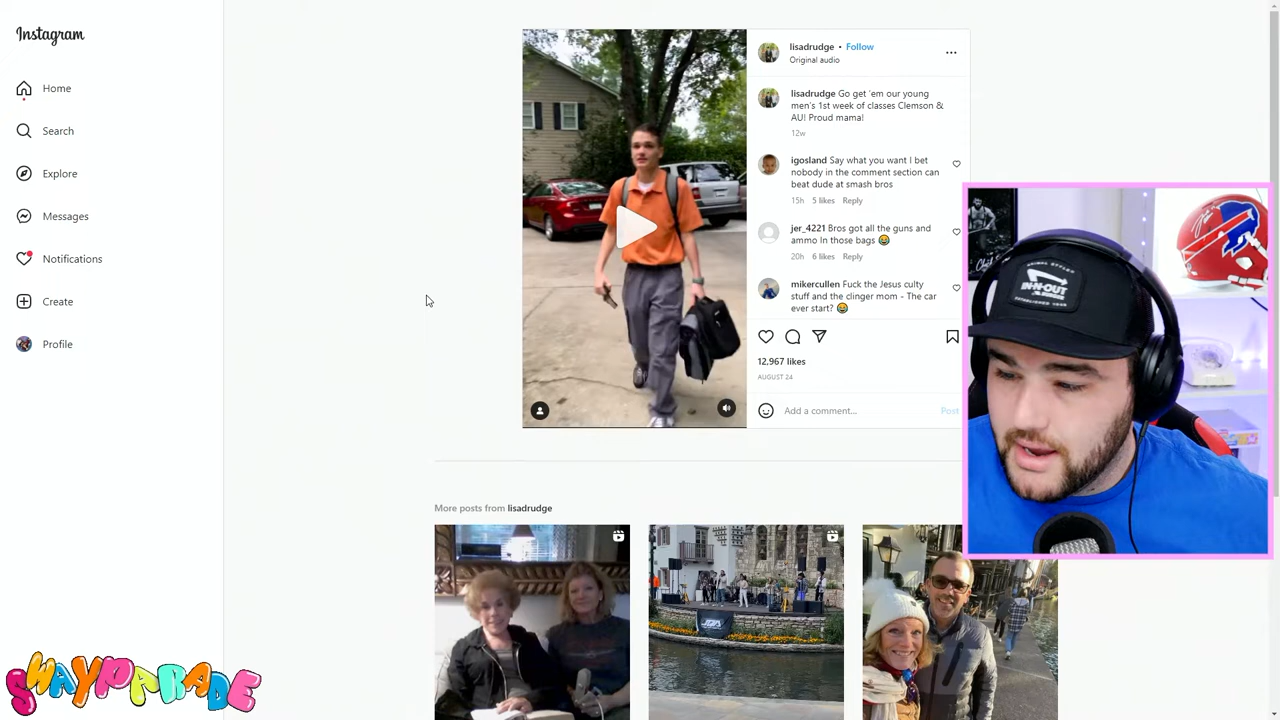 Instagram
Home
Search
Explore
Messages
Notifications
Create
Profile
lisadrudge • Follow
Original audio
lisadrudge Go get 'em our young
men's 1st week of classes Clemson &
AU! Proud mama!
12w
igosland Say what you want I bet
nobody in the comment section can
beat dude at smash bros
15h 5 likes Reply
jer_4221 Bros got all the guns and
ammo In those bags 😂
20h 6 likes Reply
mikercullen Fuck the Jesus culty
stuff and the clinger mom - The car
ever start? 😂
12,967 likes
AUGUST 24
Add a comment...
Post
More posts from lisadrudge
IN-N-OUT
SWAYPARADE